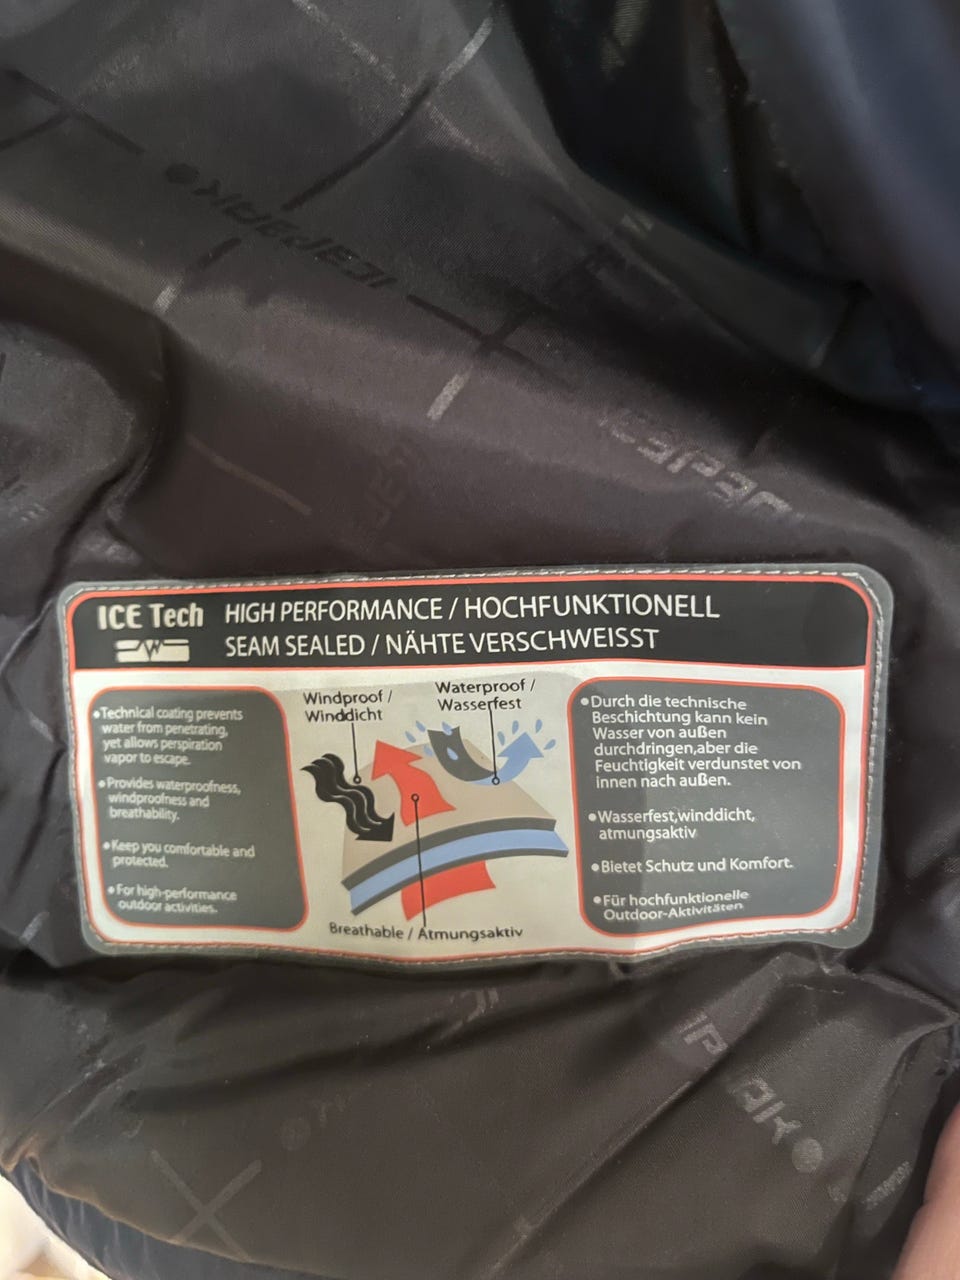 ICEPEAK
icepeak
ICE Tech
HIGH PERFORMANCE / HOCHFUNKTIONELL
SEAM SEALED / NÄHTE VERSCHWEISST
•Technical coating prevents
water from penetrating,
yet allows perspiration
vapor to escape.
•Provides waterproofness,
windproofness and
breathability.
•Keep you comfortable and
protected.
•For high-performance
outdoor activities.
Windproof /
Winddicht
Waterproof /
Wasserfest
Breathable / Atmungsaktiv
•Durch die technische
Beschichtung kann kein
Wasser von außen
durchdringen,aber die
Feuchtigkeit verdunstet von
innen nach außen.
•Wasserfest,winddicht,
atmungsaktiv
•Bietet Schutz und Komfort.
•Für hochfunktionelle
Outdoor-Aktivitäten